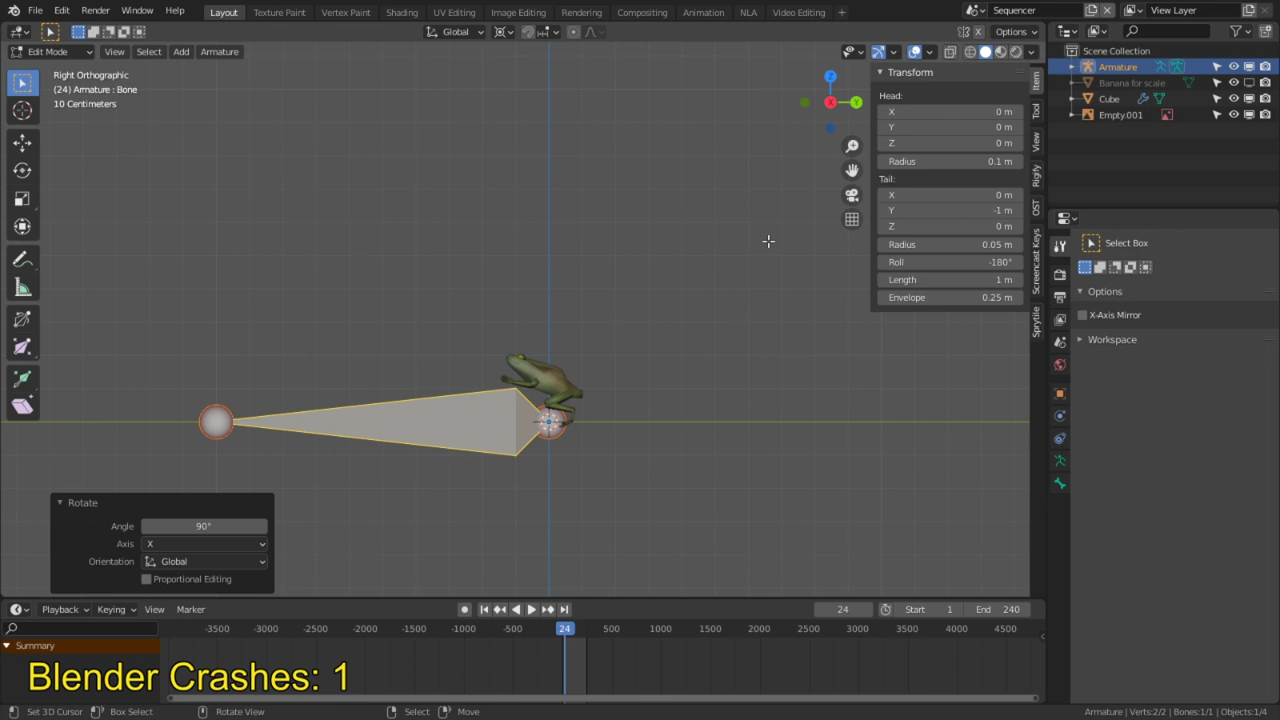 File Edit Render Window Help Layout Texture Paint Vertex Paint Shading UV Editing Image Editing Rendering Compositing Animation NLA Video Editing + Sequencer View Layer
Global Options
Edit Mode View Select Add Armature
Right Orthographic
(24) Armature : Bone
10 Centimeters
Z
X
Y
Transform
Head:
X 0 m
Y 0 m
Z 0 m
Radius 0.1 m
Tail:
X 0 m
Y -1 m
Z 0 m
Radius 0.05 m
Roll -180°
Length 1 m
Envelope 0.25 m
Item
Tool
View
Rigify
OST
Screencast Keys
Sprytile
Scene Collection
Armature
Banana for scale
Cube
Empty.001
Select Box
Options
X-Axis Mirror
Workspace
Rotate
Angle 90°
Axis X
Orientation Global
Proportional Editing
Playback Keying View Marker 24 Start 1 End 240
-3500 -3000 -2500 -2000 -1500 -1000 -500 24 500 1000 1500 2000 2500 3000 3500 4000 4500
Summary
Blender Crashes: 1
Set 3D Cursor Box Select Rotate View Select Move Armature | Verts:2/2 | Bones:1/1 | Objects:1/4